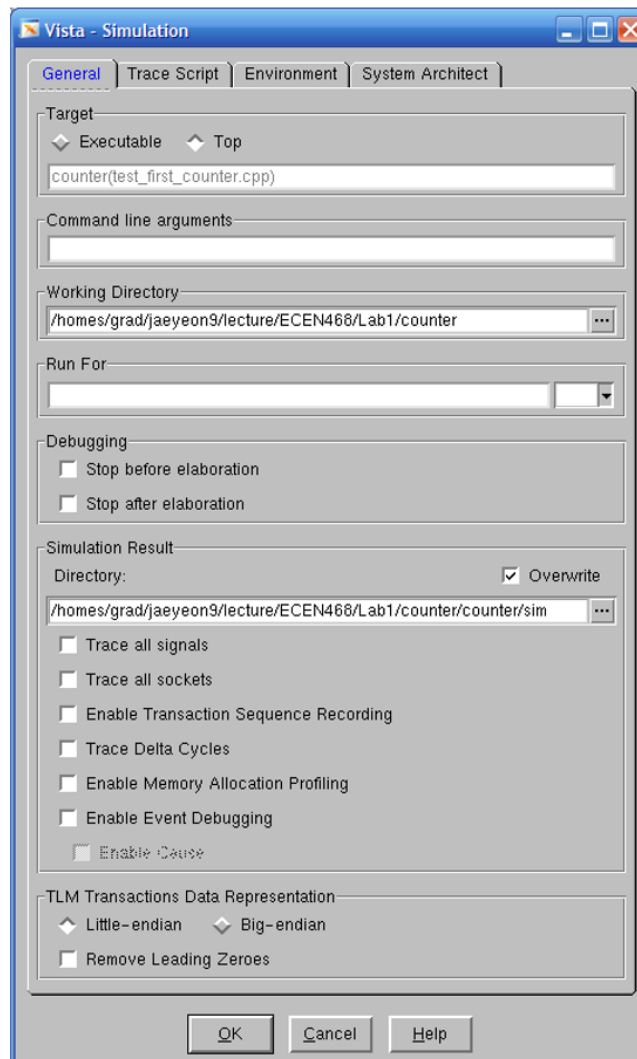 Vista - Simulation
General Trace Script Environment System Architect
Target
Executable Top
counter(test_first_counter.cpp)
Command line arguments
Working Directory
/homes/grad/jaeyeon9/lecture/ECEN468/Lab1/counter ...
Run For
Debugging
Stop before elaboration
Stop after elaboration
Simulation Result
Directory: Overwrite
/homes/grad/jaeyeon9/lecture/ECEN468/Lab1/counter/counter/sim ...
Trace all signals
Trace all sockets
Enable Transaction Sequence Recording
Trace Delta Cycles
Enable Memory Allocation Profiling
Enable Event Debugging
Enable Cause
TLM Transactions Data Representation
Little-endian Big-endian
Remove Leading Zeroes
OK Cancel Help